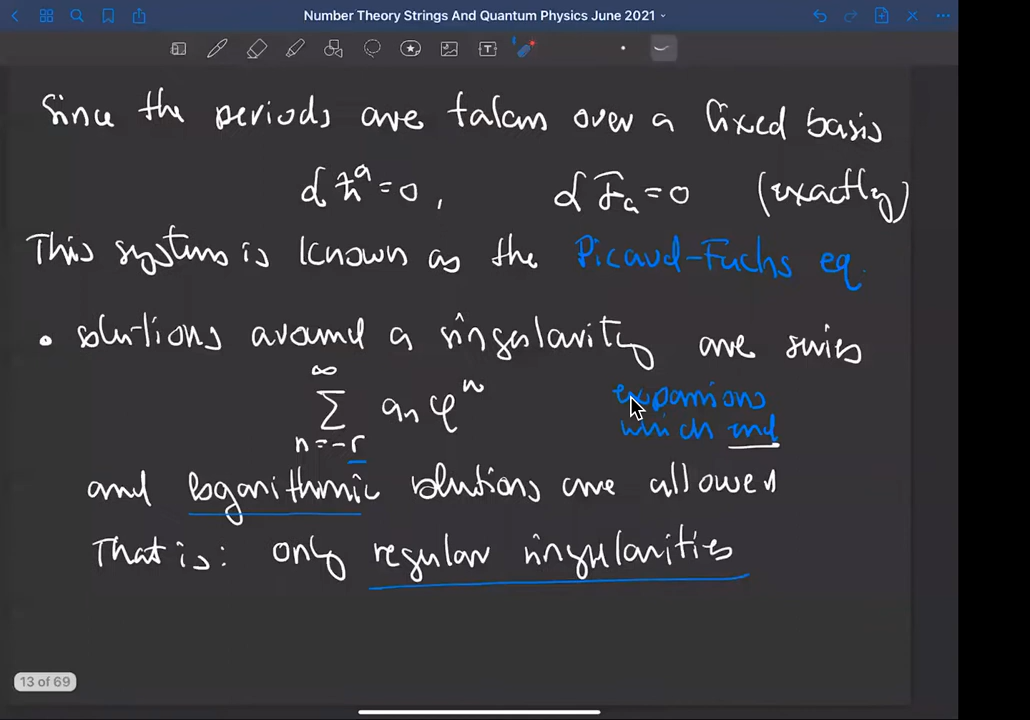 Number Theory Strings And Quantum Physics June 2021
Since the periods are taken over a fixed basis
𝓛 z^a = 0, 𝓛 F_a = 0 (exactly)
This system is known as the Picard-Fuchs eq.
• solutions around a singularity are series
∞
Σ a_n φ^n expansions
n=-r which end
and logarithmic solutions are allowed
That is: only regular singularities
13 of 69